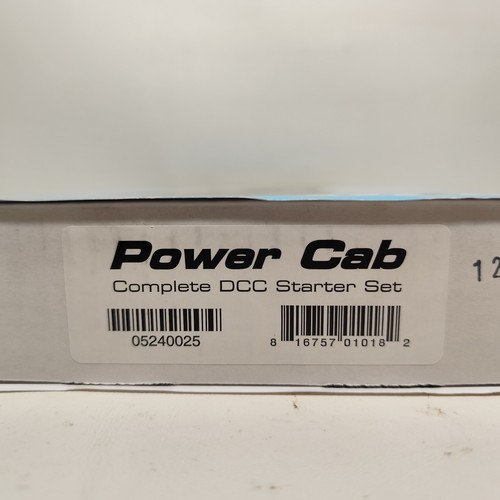 Power Cab
Complete DCC Starter Set
05240025
8 16757 01018 2
12